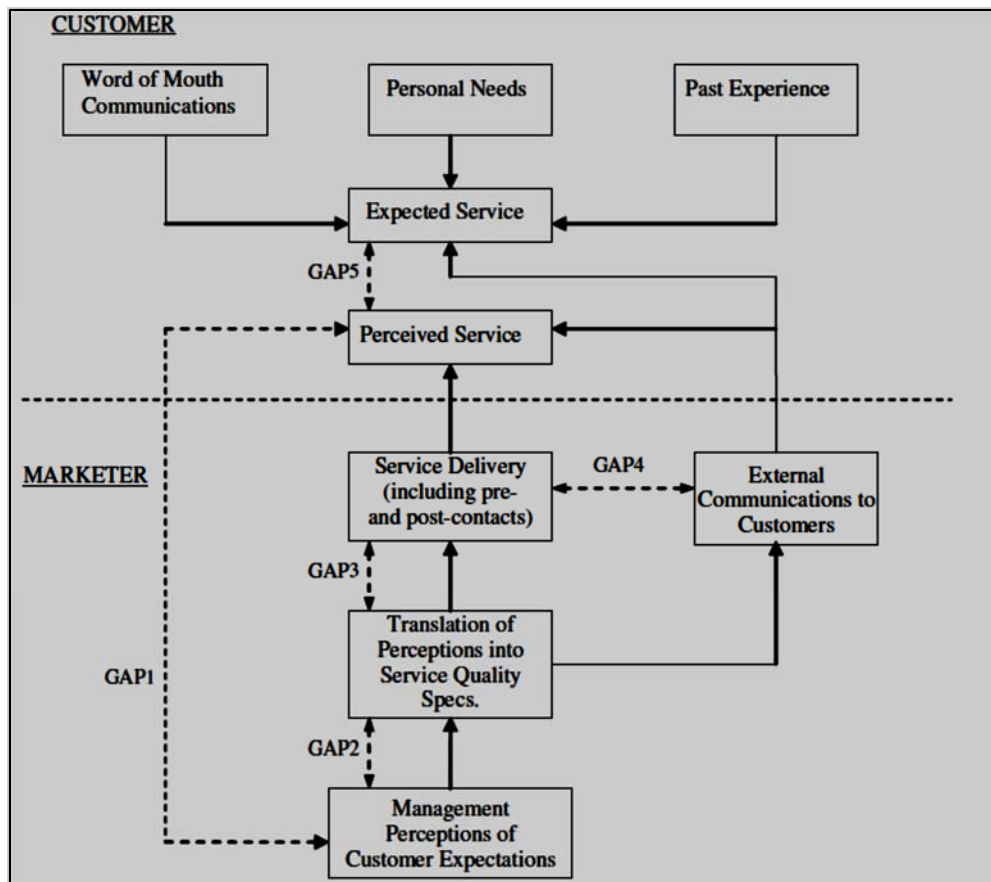 CUSTOMER
Word of Mouth
Communications
Personal Needs
Past Experience
Expected Service
GAP5
Perceived Service
MARKETER
Service Delivery
(including pre-
and post-contacts)
GAP4
External
Communications to
Customers
GAP3
Translation of
Perceptions into
Service Quality
Specs.
GAP1
GAP2
Management
Perceptions of
Customer Expectations